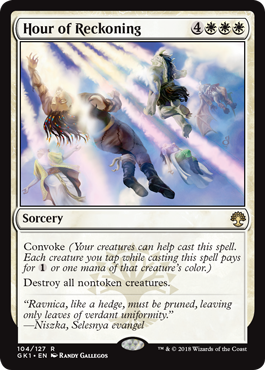 Hour of Reckoning 4
Sorcery
Convoke (Your creatures can help cast this spell.
Each creature you tap while casting this spell pays
for 1 or one mana of that creature's color.)
Destroy all nontoken creatures.
"Ravnica, like a hedge, must be pruned, leaving
only leaves of verdant uniformity."
—Niszka, Selesnya evangel
104/127 R
GK1 • EN Randy Gallegos
™ & © 2018 Wizards of the Coast